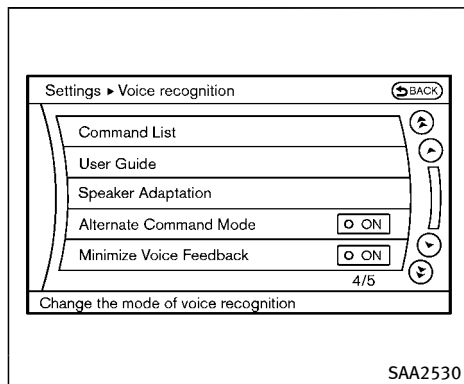 Settings ▸ Voice recognition
BACK
Command List
User Guide
Speaker Adaptation
Alternate Command Mode ON
Minimize Voice Feedback ON
4/5
Change the mode of voice recognition
SAA2530